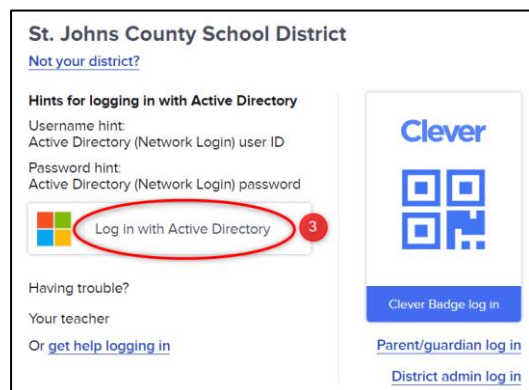 St. Johns County School District
Not your district?
Hints for logging in with Active Directory
Username hint:
Active Directory (Network Login) user ID
Password hint:
Active Directory (Network Login) password
Log in with Active Directory
3
Having trouble?
Your teacher
Or get help logging in
Clever
Clever Badge log in
Parent/guardian log in
District admin log in